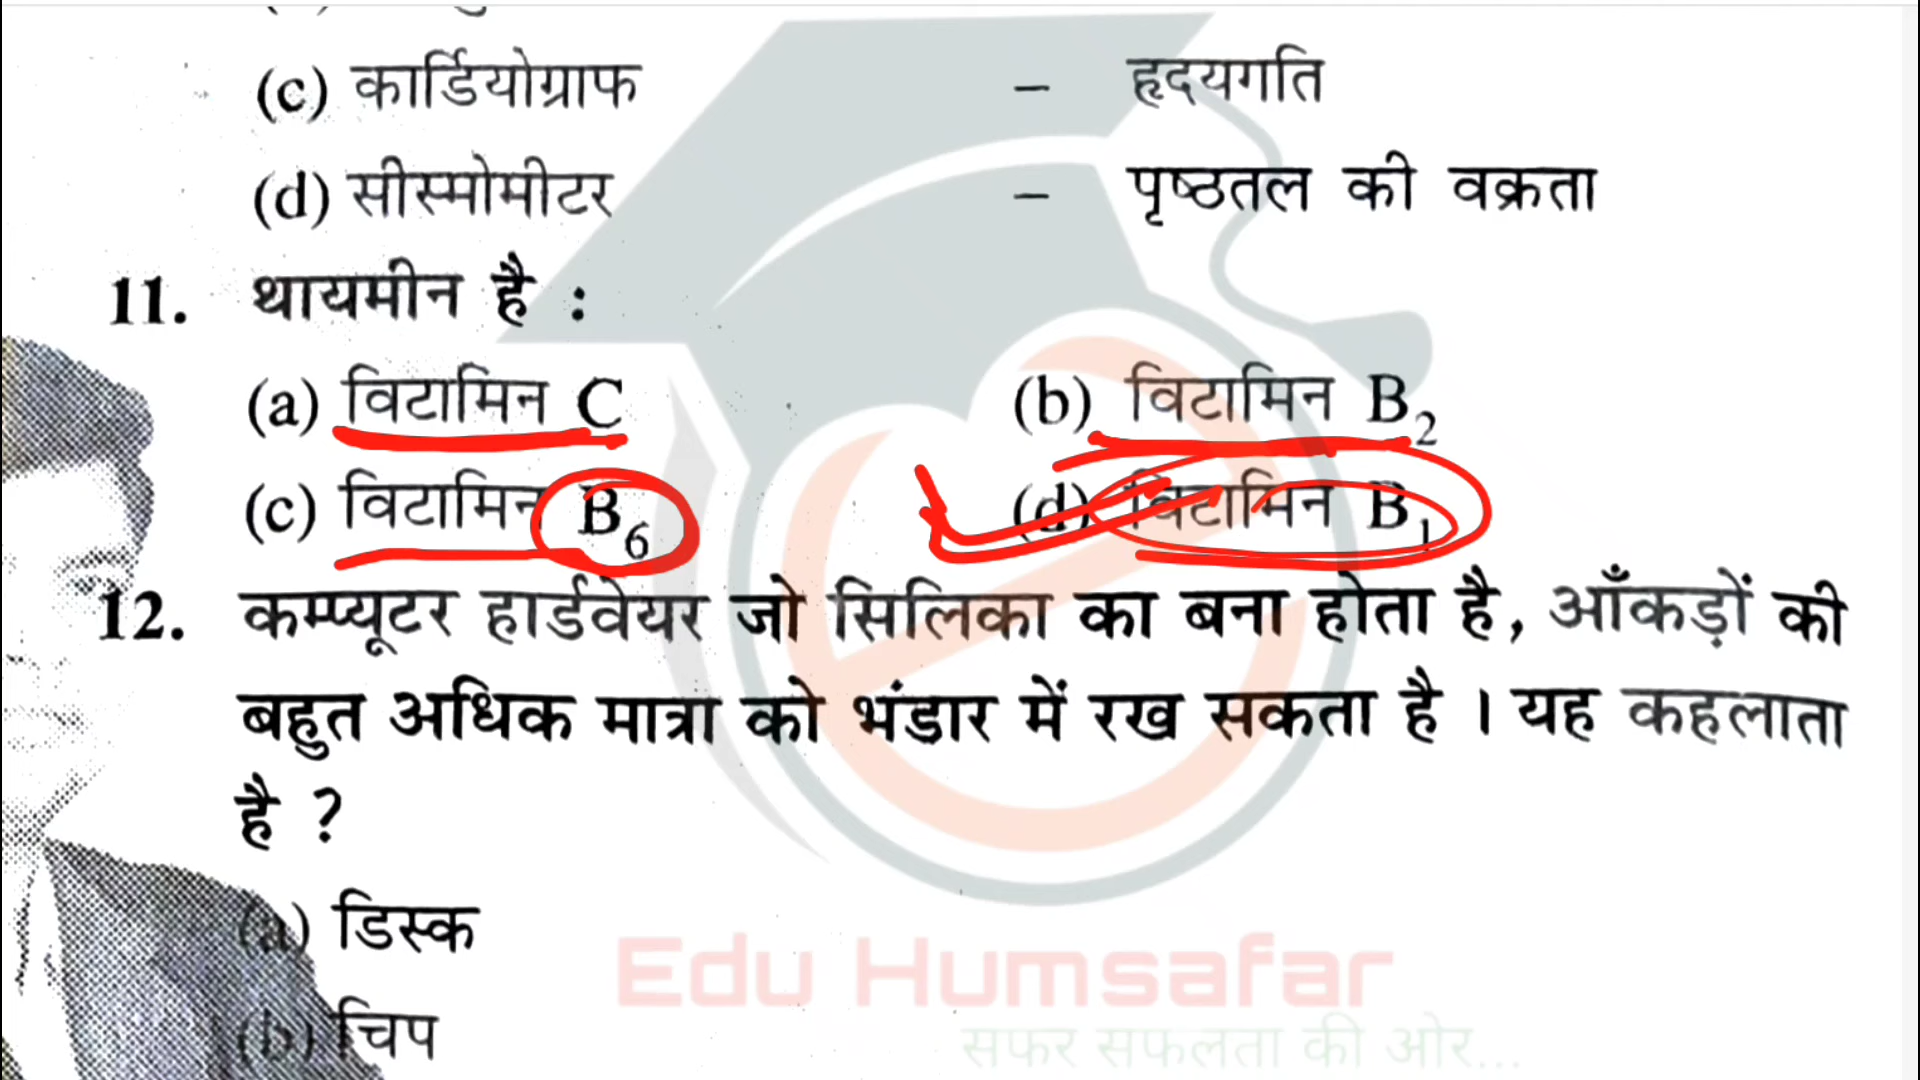 (c) कार्डियोग्राफ – हृदयगति
(d) सीस्मोमीटर – पृष्ठतल की वक्रता
11. थायमीन है :
(a) विटामिन C (b) विटामिन B₂
(c) विटामिन B₆ (d) विटामिन B₁
12. कम्प्यूटर हार्डवेयर जो सिलिका का बना होता है, आँकड़ों की
बहुत अधिक मात्रा को भंडार में रख सकता है । यह कहलाता
है ?
(a) डिस्क
(b) चिप
Edu Humsafar
सफर सफलता की ओर...